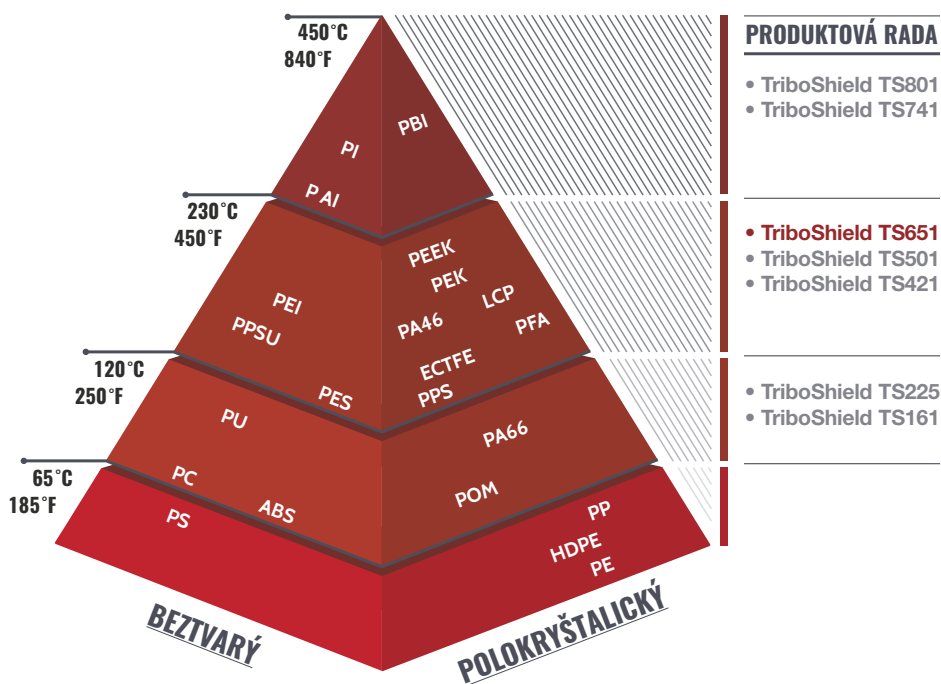 450°C
840°F
PRODUKTOVÁ RADA
• TriboShield TS801
• TriboShield TS741
PBI
PI
P AI
230°C
450°F
• TriboShield TS651
• TriboShield TS501
• TriboShield TS421
PEEK
PEK
LCP
PEI
PA46
PFA
PPSU
ECTFE
PES
PPS
120°C
250°F
• TriboShield TS225
• TriboShield TS161
PU
PA66
PC
POM
ABS
65°C
185°F
PS
PP
HDPE
PE
BEZTVARÝ
POLOKRYŠTALICKÝ